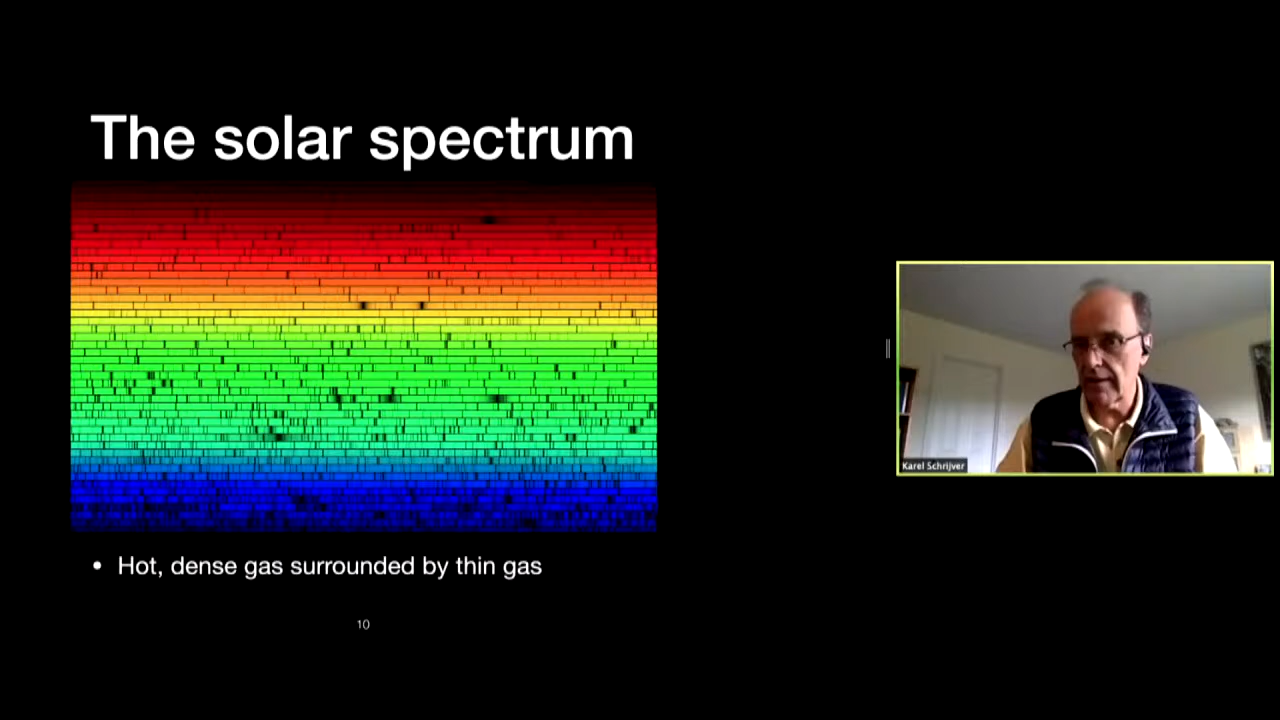 The solar spectrum
• Hot, dense gas surrounded by thin gas
10
Karel Schrijver